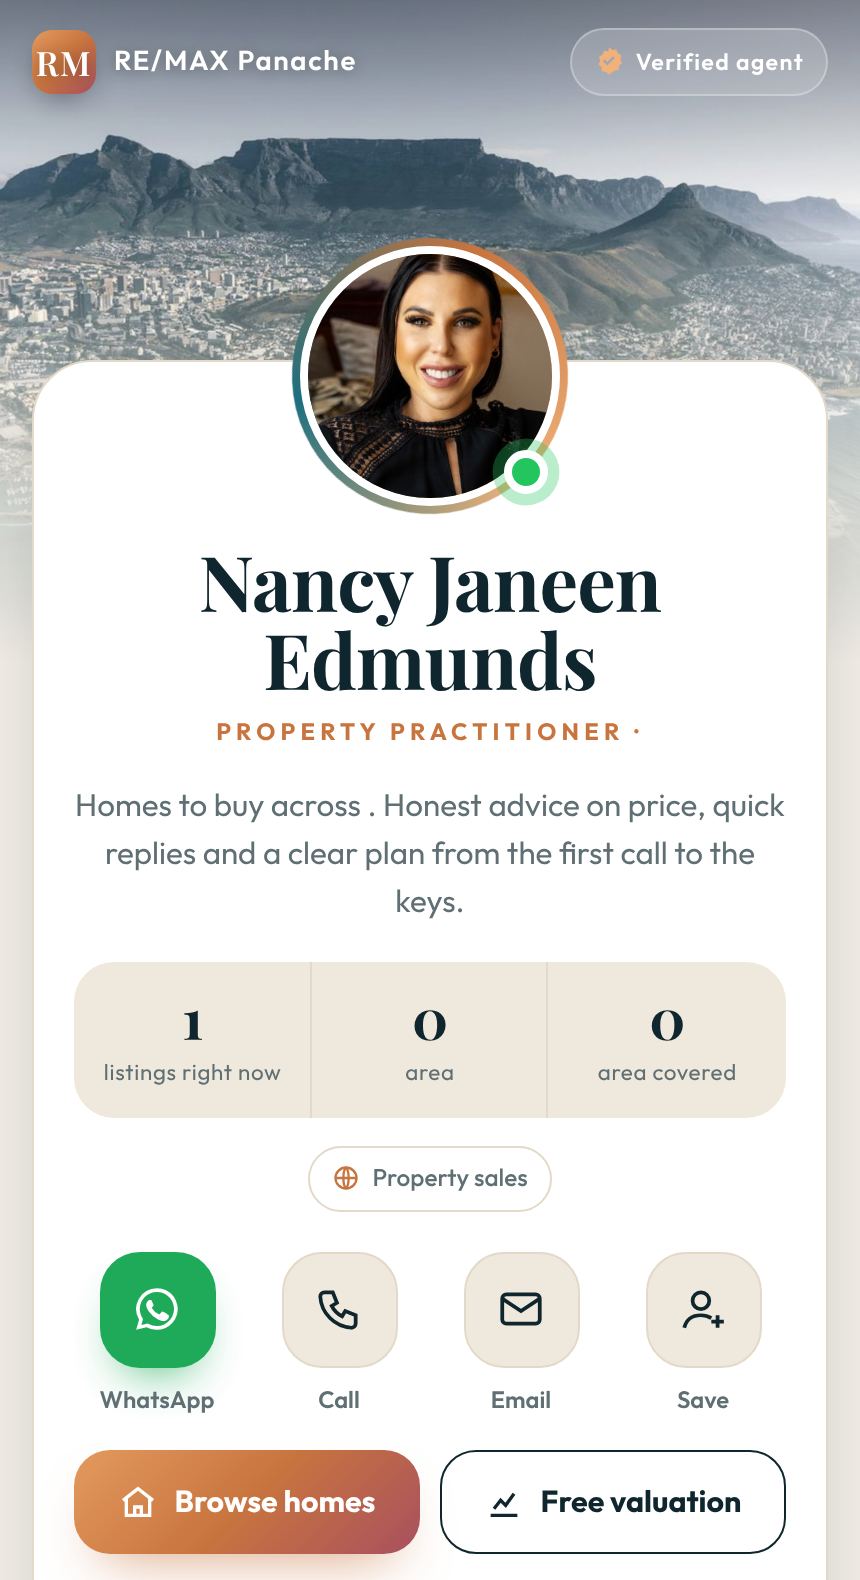 RM RE/MAX Panache
Verified agent
Nancy Janeen
Edmunds
PROPERTY PRACTITIONER ·
Homes to buy across . Honest advice on price, quick
replies and a clear plan from the first call to the
keys.
1
listings right now
0
area
0
area covered
Property sales
WhatsApp
Call
Email
Save
Browse homes
Free valuation